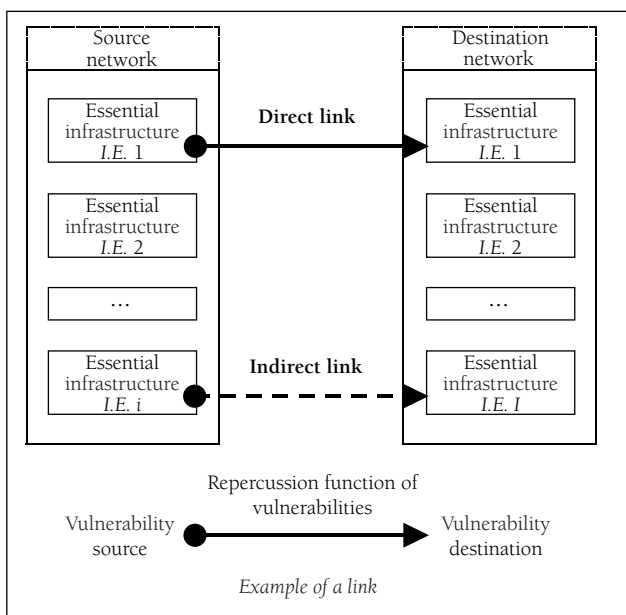 Source
network
Destination
network
Essential
infrastructure
I.E. 1
Direct link
Essential
infrastructure
I.E. 1
Essential
infrastructure
I.E. 2
Essential
infrastructure
I.E. 2
...
...
Essential
infrastructure
I.E. i
Indirect link
Essential
infrastructure
I.E. I
Repercussion function of
vulnerabilities
Vulnerability
source
Vulnerability
destination
Example of a link